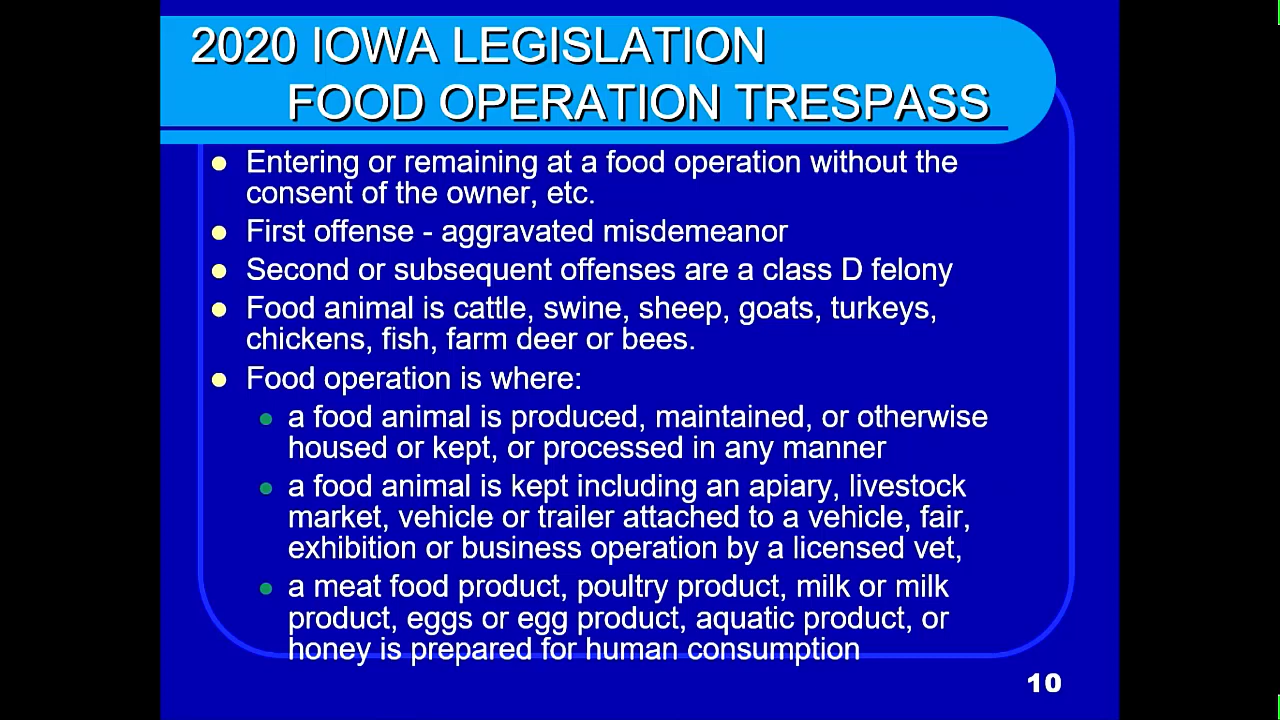 2020 IOWA LEGISLATION
FOOD OPERATION TRESPASS
Entering or remaining at a food operation without the
consent of the owner, etc.
First offense - aggravated misdemeanor
Second or subsequent offenses are a class D felony
Food animal is cattle, swine, sheep, goats, turkeys,
chickens, fish, farm deer or bees.
Food operation is where:
a food animal is produced, maintained, or otherwise
housed or kept, or processed in any manner
a food animal is kept including an apiary, livestock
market, vehicle or trailer attached to a vehicle, fair,
exhibition or business operation by a licensed vet,
a meat food product, poultry product, milk or milk
product, eggs or egg product, aquatic product, or
honey is prepared for human consumption
10